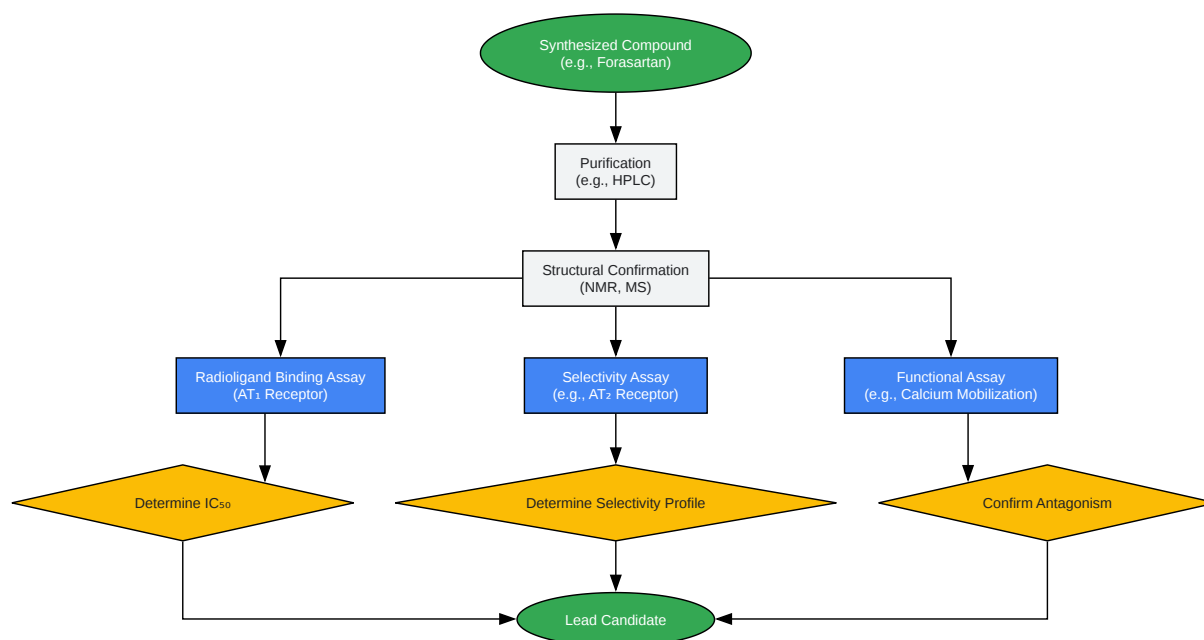 Synthesized Compound
(e.g., Forasartan)
Purification
(e.g., HPLC)
Structural Confirmation
(NMR, MS)
Radioligand Binding Assay
(AT₁ Receptor)
Selectivity Assay
(e.g., AT₂ Receptor)
Functional Assay
(e.g., Calcium Mobilization)
Determine IC₅₀
Determine Selectivity Profile
Confirm Antagonism
Lead Candidate